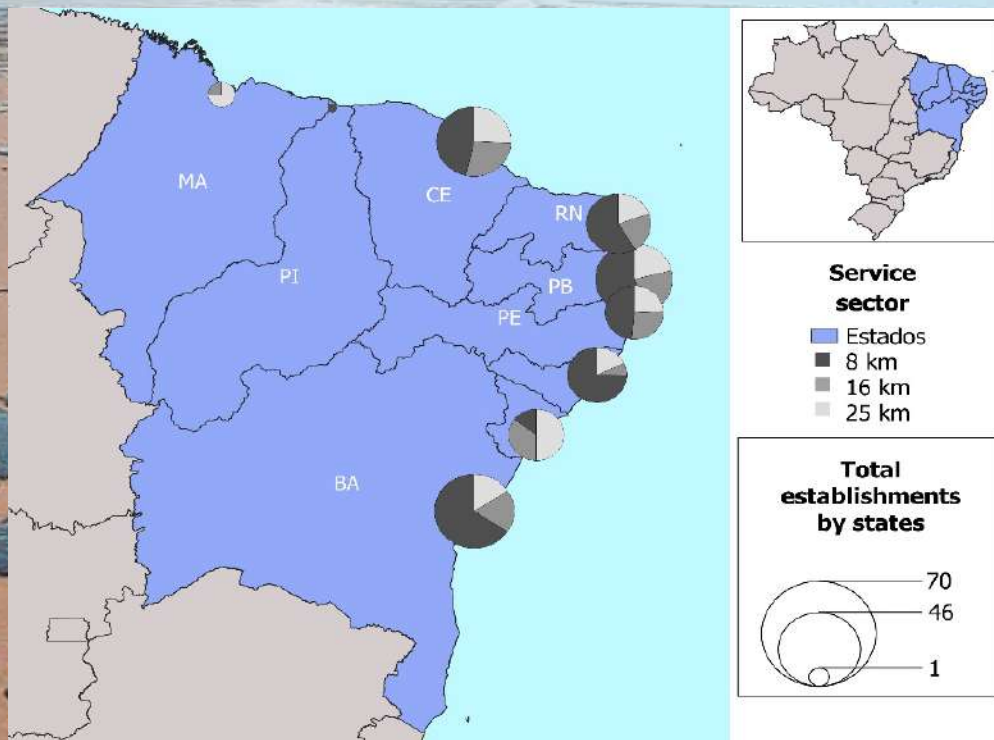 MA
CE
RN
PI
PB
PE
BA
Service
sector
Estados
8 km
16 km
25 km
Total
establishments
by states
70
46
1